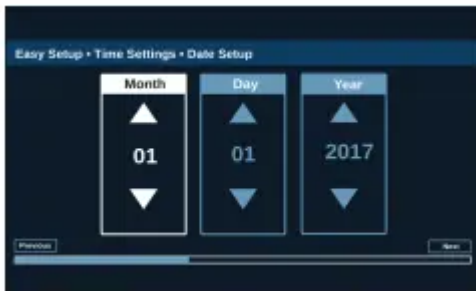 Easy Setup • Time Settings • Date Setup
Month Day Year
01 01 2017
Previous Next